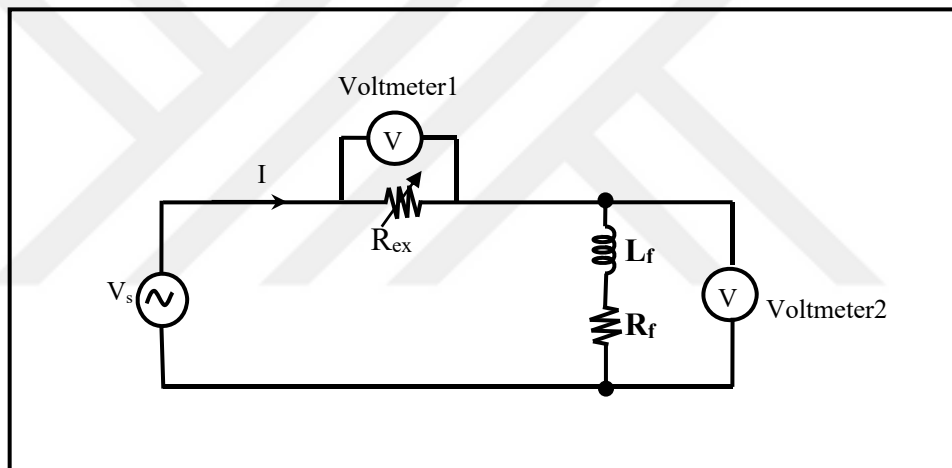 Voltmeter1
V
I
Rex
Lf
Vs
V
Voltmeter2
Rf